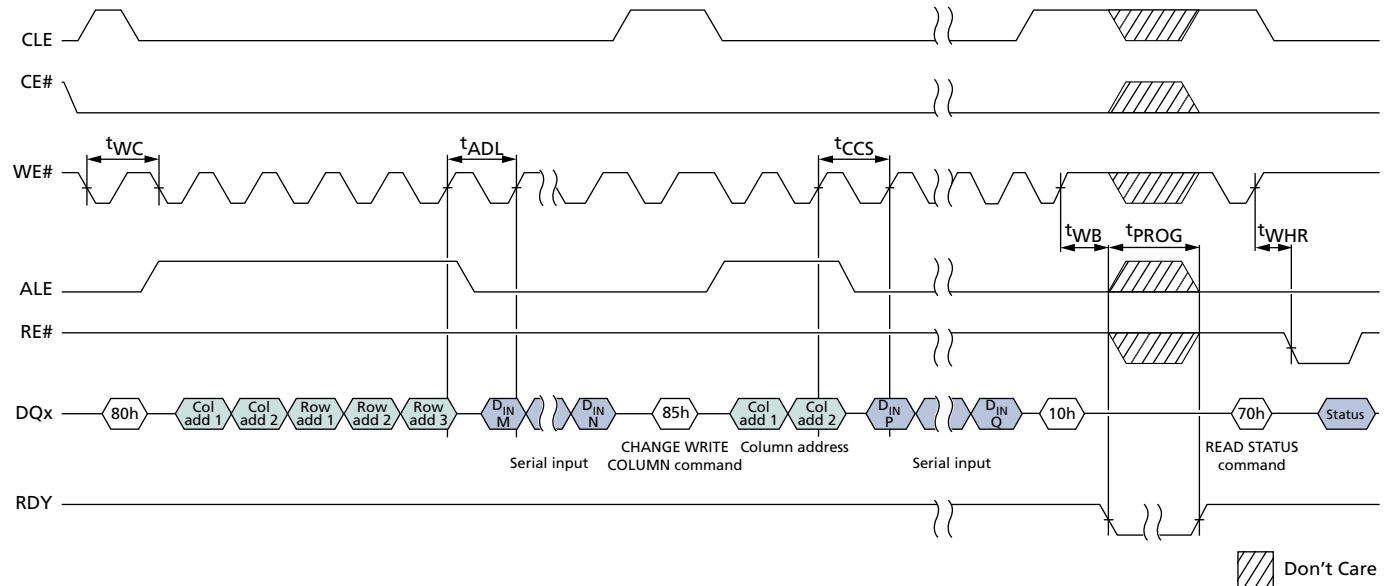 CLE
CE#
tWC
tADL
tCCS
WE#
tWB
tPROG
tWHR
ALE
RE#
DQx
80h
Col
add 1
Col
add 2
Row
add 1
Row
add 2
Row
add 3
DIN
M
DIN
N
85h
Col
add 1
Col
add 2
DIN
P
DIN
Q
10h
70h
Status
Serial input
CHANGE WRITE
COLUMN command
Column address
Serial input
READ STATUS
command
RDY
Don't Care